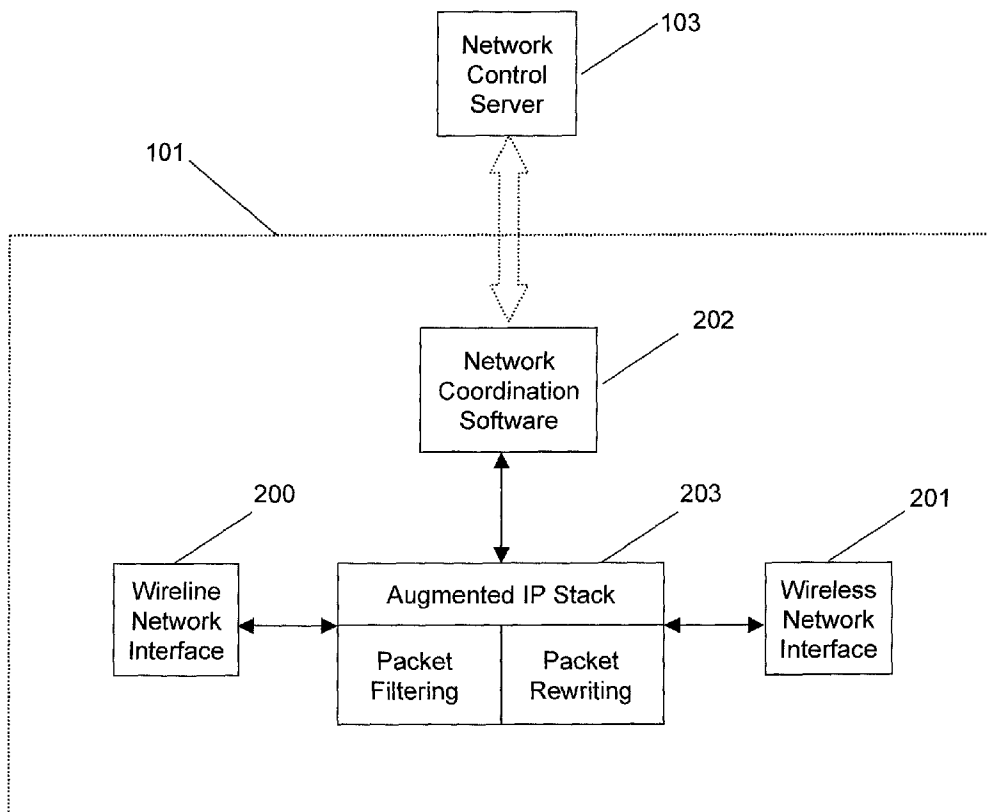 103
Network
Control
Server
101
202
Network
Coordination
Software
200
203
201
Wireline
Network
Interface
Augmented IP Stack
Packet
Filtering
Packet
Rewriting
Wireless
Network
Interface